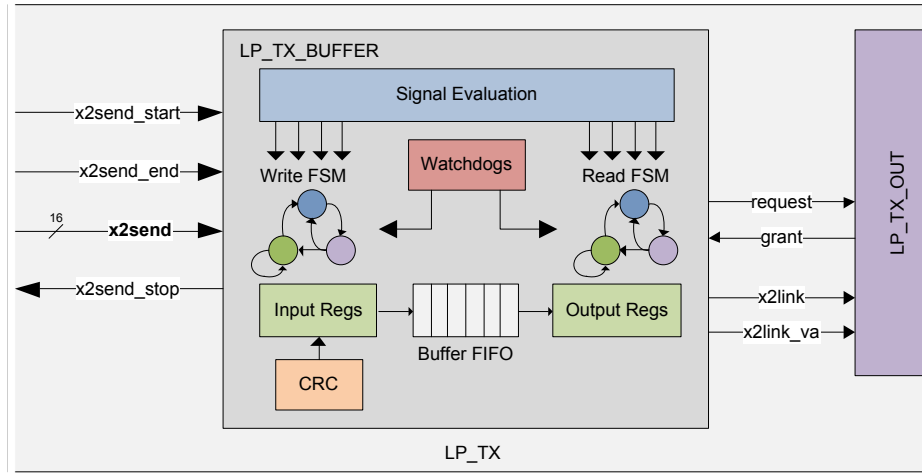 LP_TX_BUFFER
Signal Evaluation
x2send_start
Watchdogs
x2send_end
Write FSM
Read FSM
request
16
x2send
grant
LP_TX_OUT
x2send_stop
x2link
Input Regs
Output Regs
x2link_va
Buffer FIFO
CRC
LP_TX